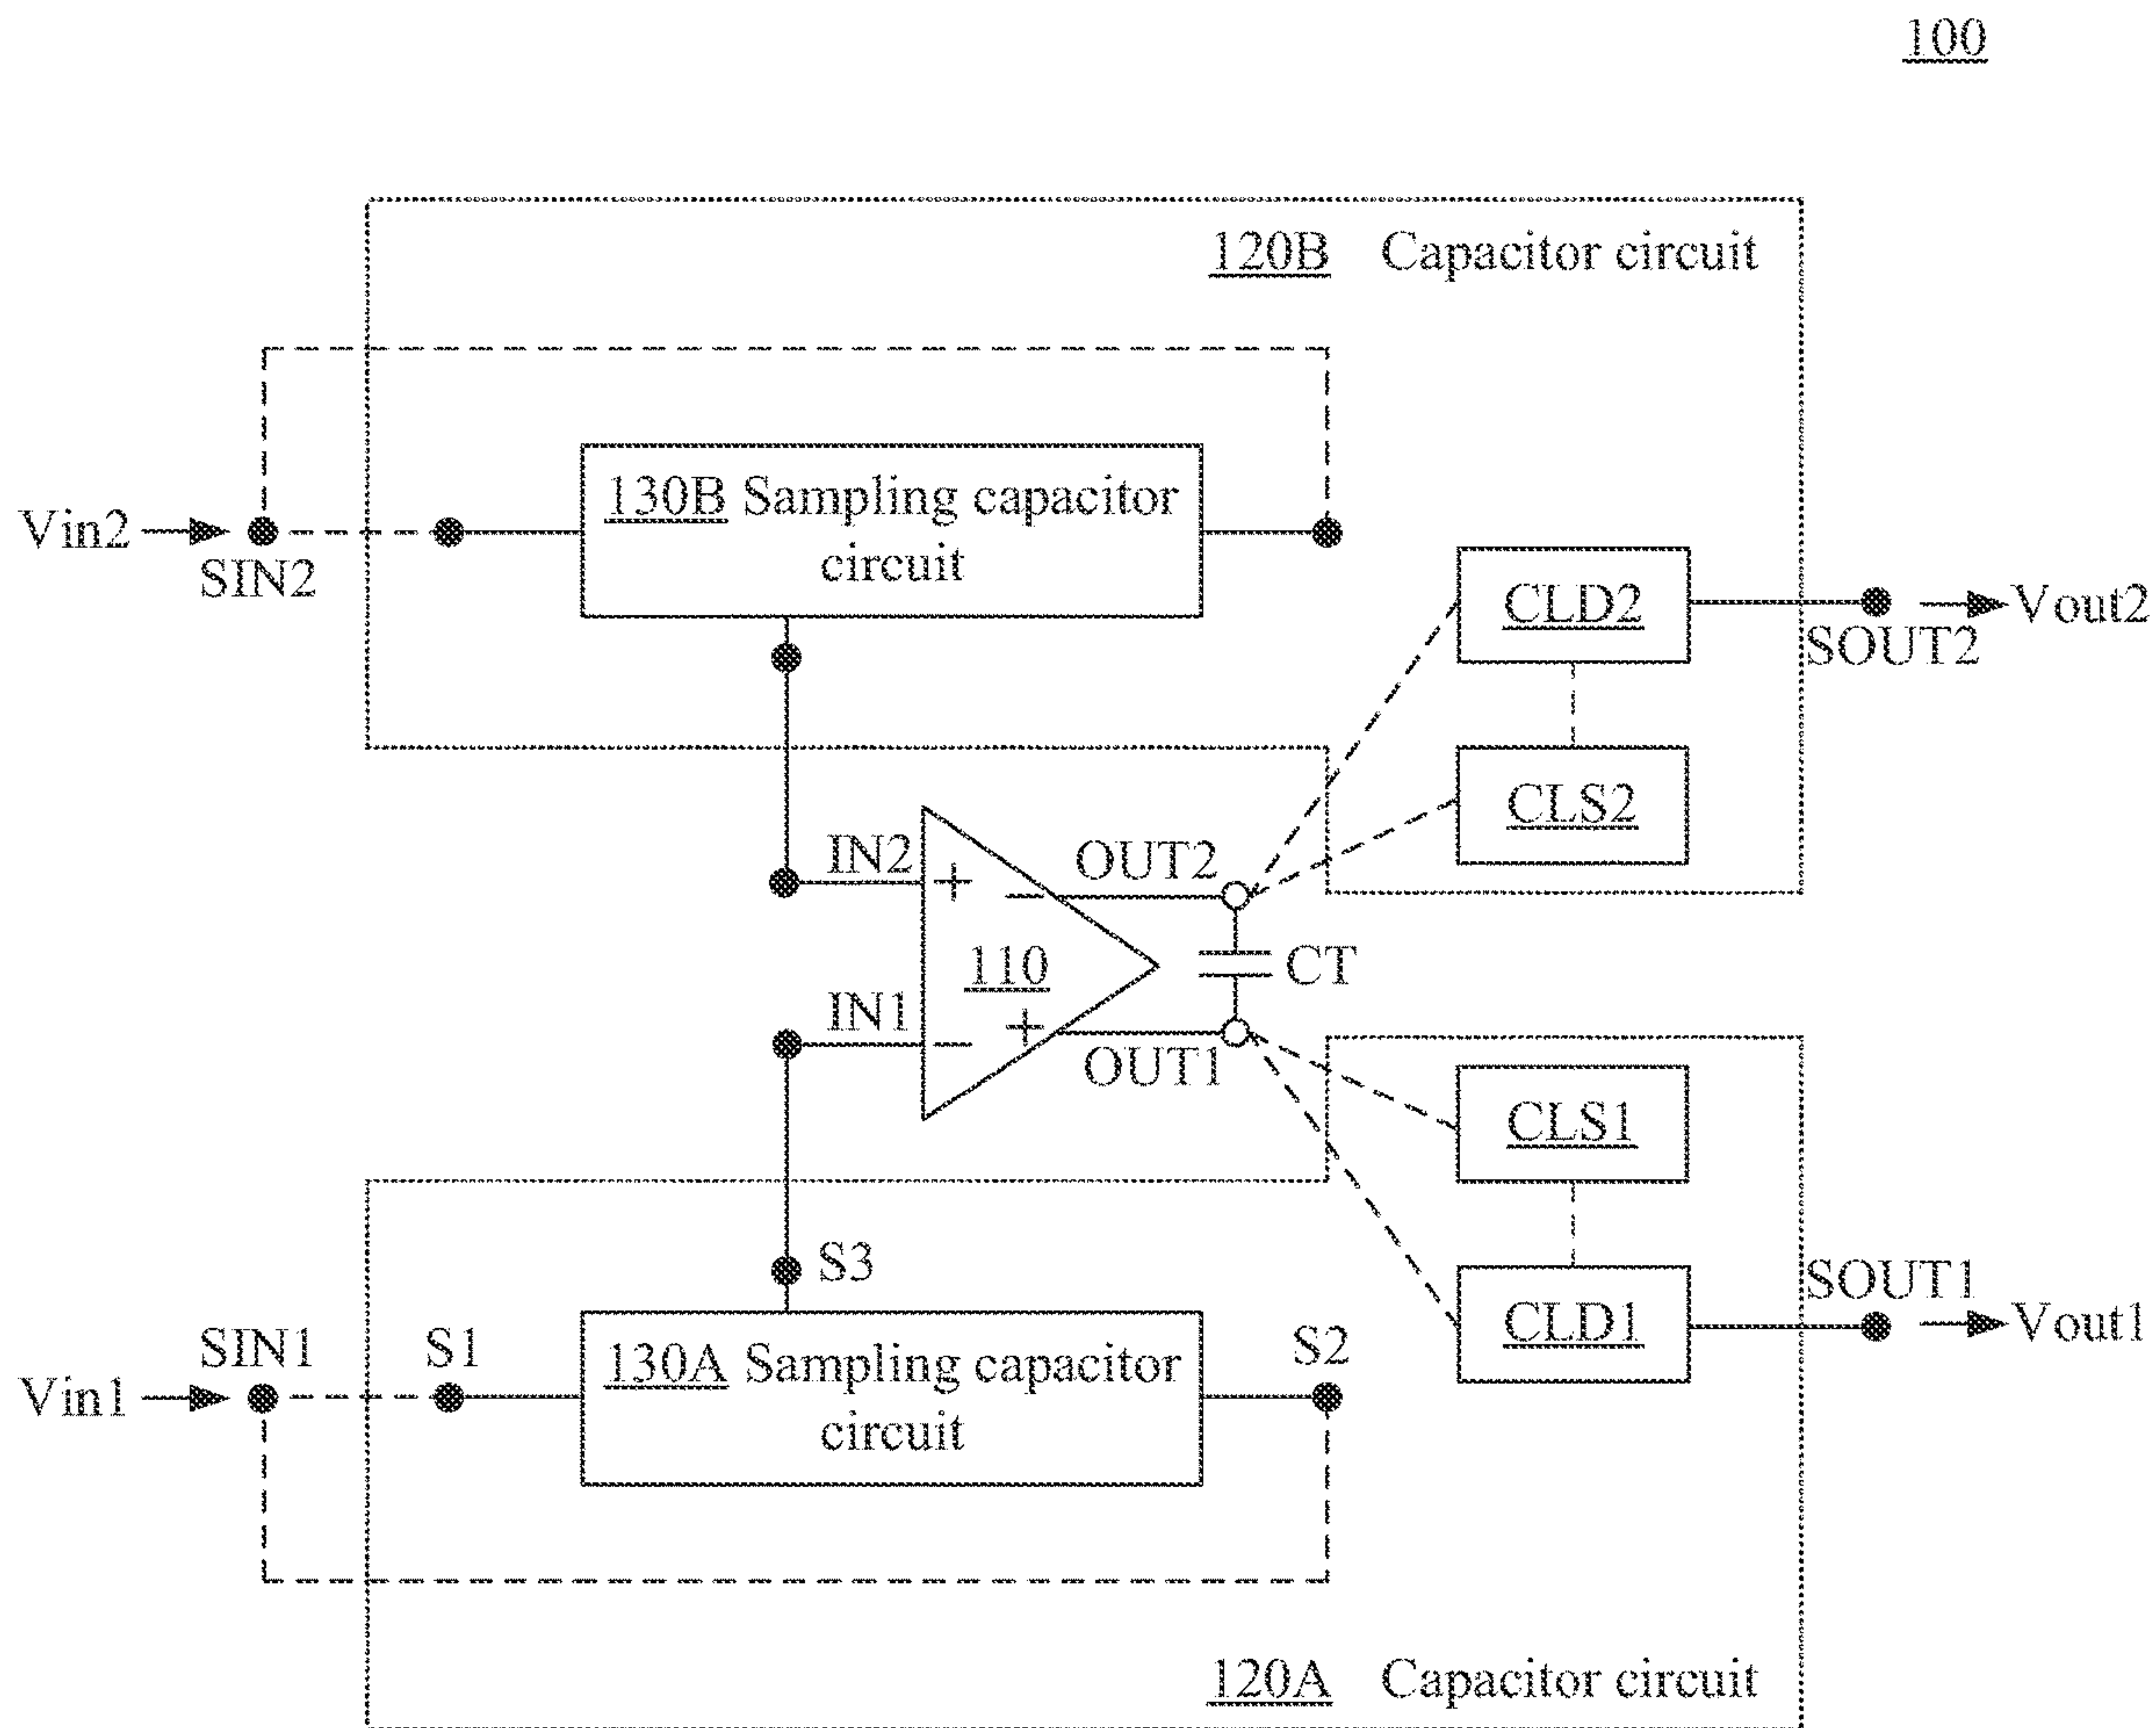 100
120B Capacitor circuit
130B Sampling capacitor
circuit
Vin2
SIN2
CLD2
SOUT2
Vout2
CLS2
IN2
OUT2
+
−
110
CT
IN1
−
+
OUT1
CLS1
S3
SIN1
S1
130A Sampling capacitor
circuit
S2
CLD1
SOUT1
Vout1
Vin1
120A Capacitor circuit